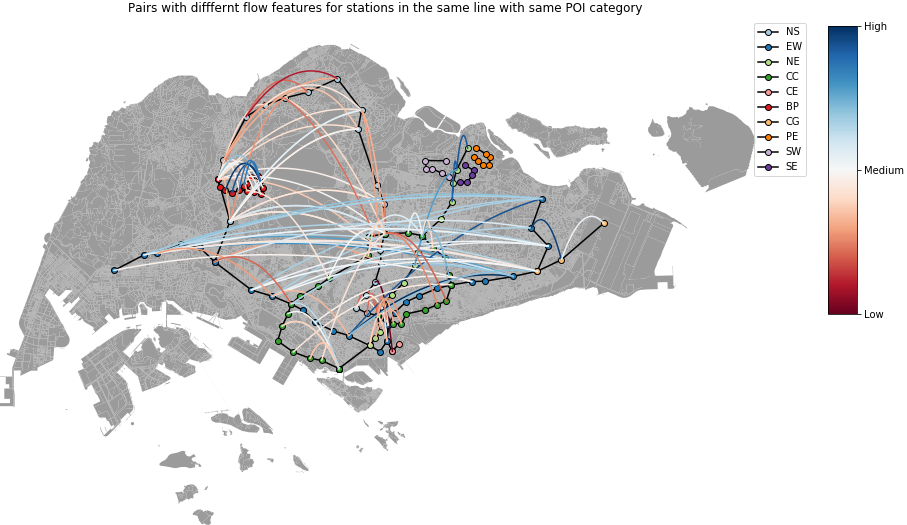 Pairs with difffernt flow features for stations in the same line with same POI category
NS
EW
NE
CC
CE
BP
CG
PE
SW
SE
High
Medium
Low